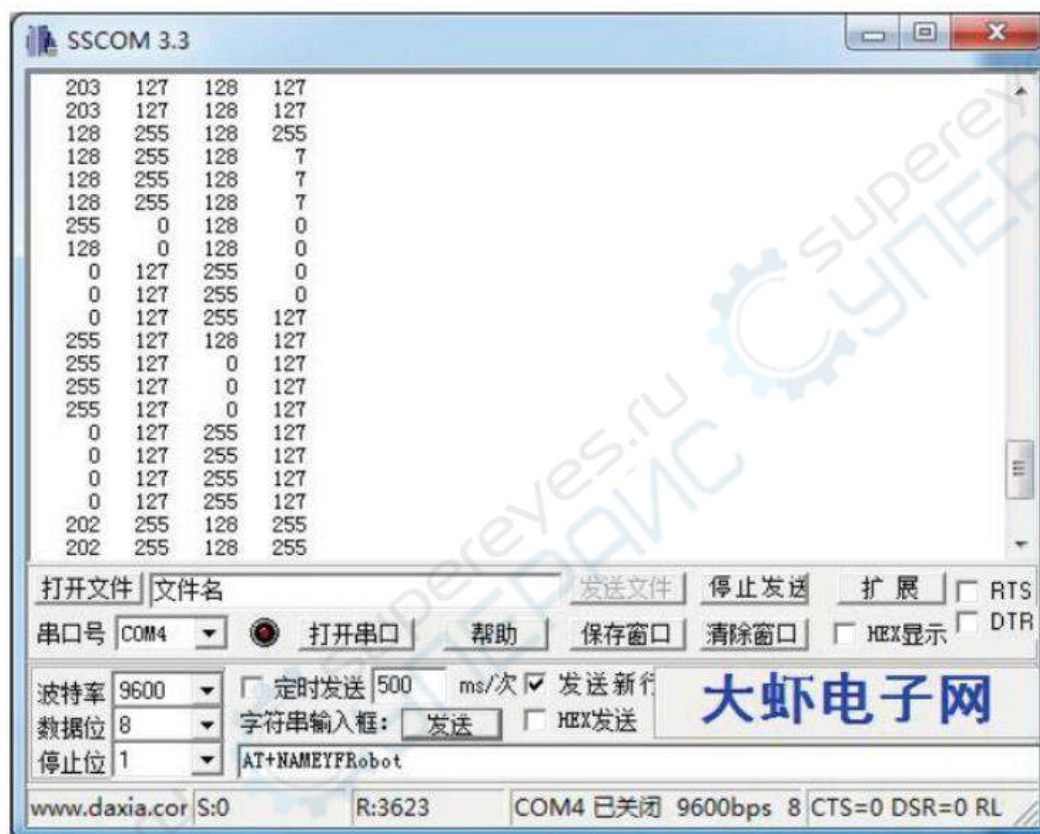 SSCOM 3.3
203 127 128 127
203 127 128 127
128 255 128 255
128 255 128 7
128 255 128 7
128 255 128 7
255 0 128 0
128 0 128 0
0 127 255 0
0 127 255 0
0 127 255 127
255 127 128 127
255 127 0 127
255 127 0 127
255 127 0 127
0 127 255 127
0 127 255 127
0 127 255 127
0 127 255 127
202 255 128 255
202 255 128 255
打开文件 文件名 发送文件 停止发送 扩展 RTS
串口号 COM4 打开串口 帮助 保存窗口 清除窗口 HEX显示 DTR
波特率 9600 定时发送 500 ms/次 发送新行 大虾电子网
数据位 8 字符串输入框： 发送 HEX发送
停止位 1 AT+NAMEYFRobot
www.daxia.cor S:0 R:3623 COM4 已关闭 9600bps 8 CTS=0 DSR=0 RL
supereyes.ru
СУПЕРАЙС